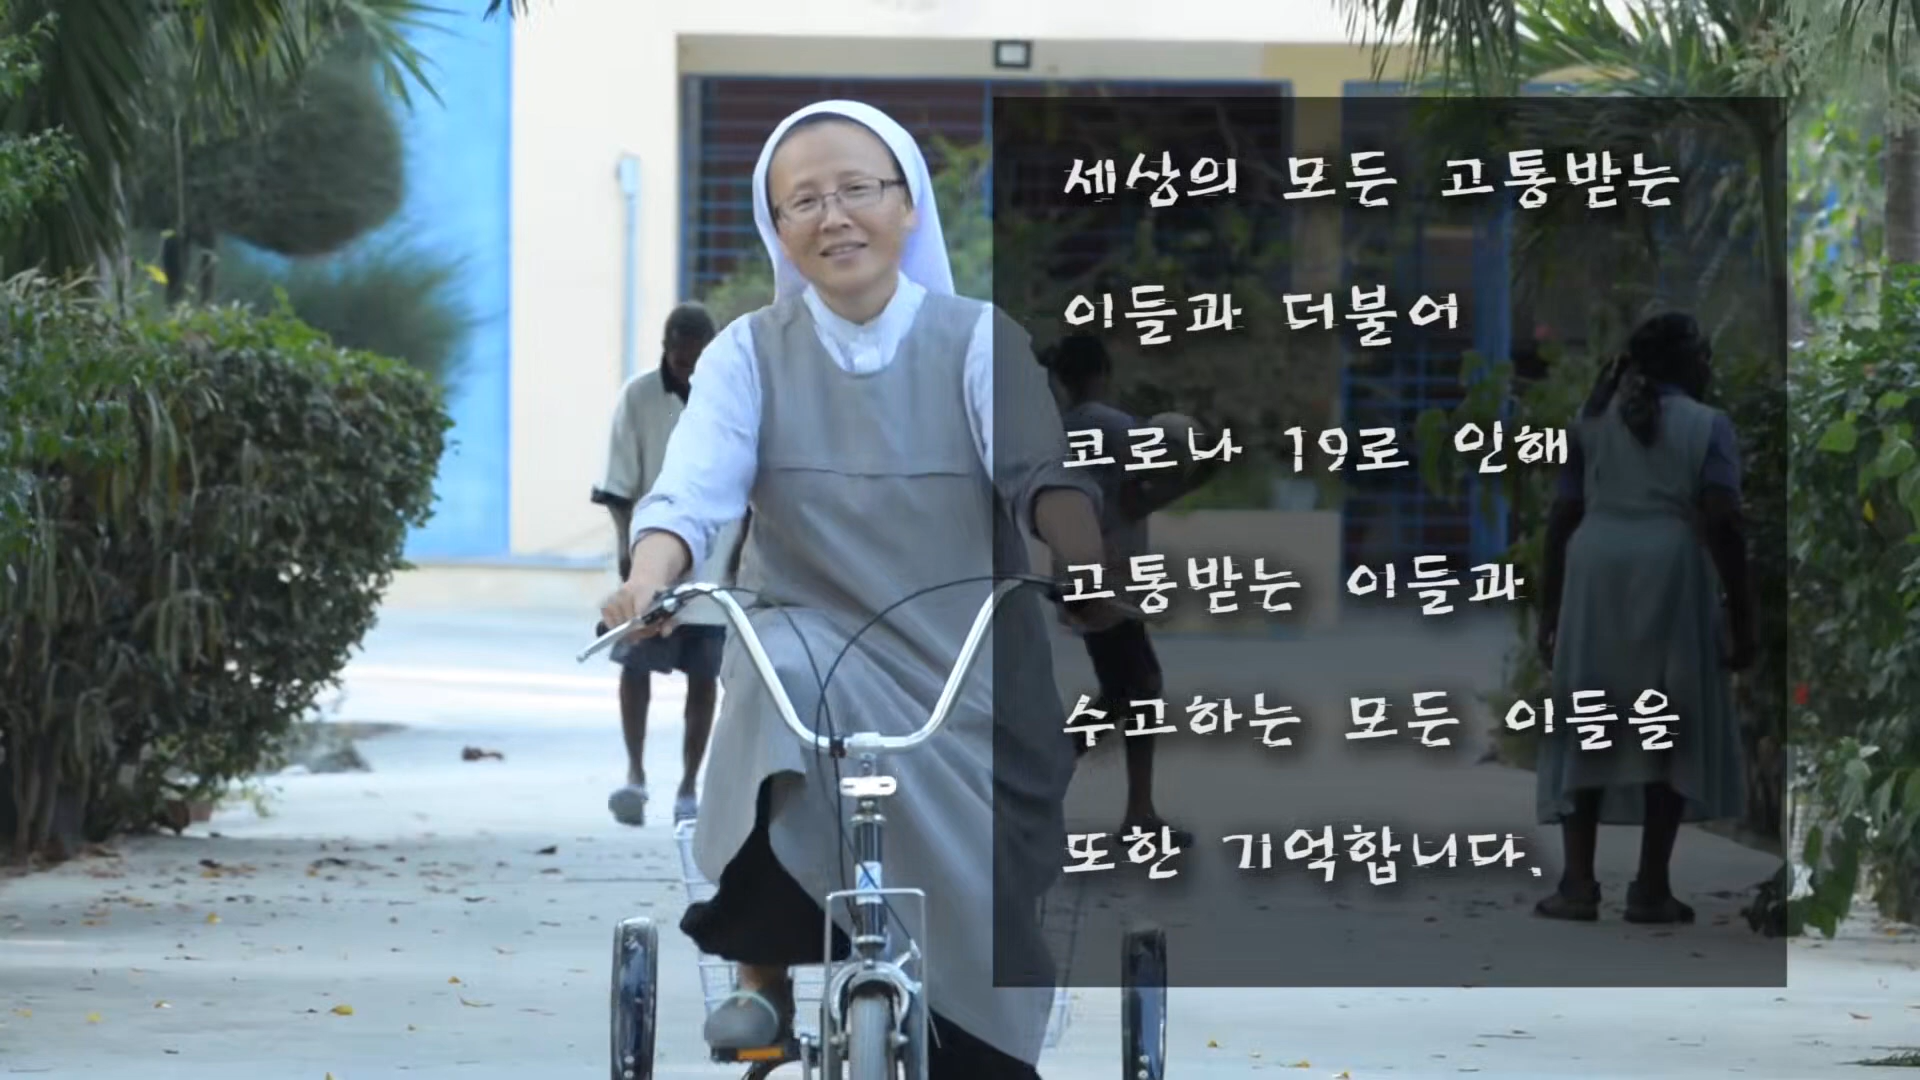 세상의 모든 고통받는
이들과 더불어
코로나 19로 인해
고통받는 이들과
수고하는 모든 이들을
또한 기억합니다.